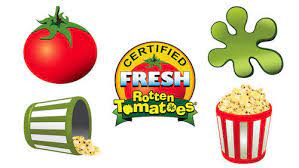 CERTIFIED
FRESH
Rotten
Tomatoes